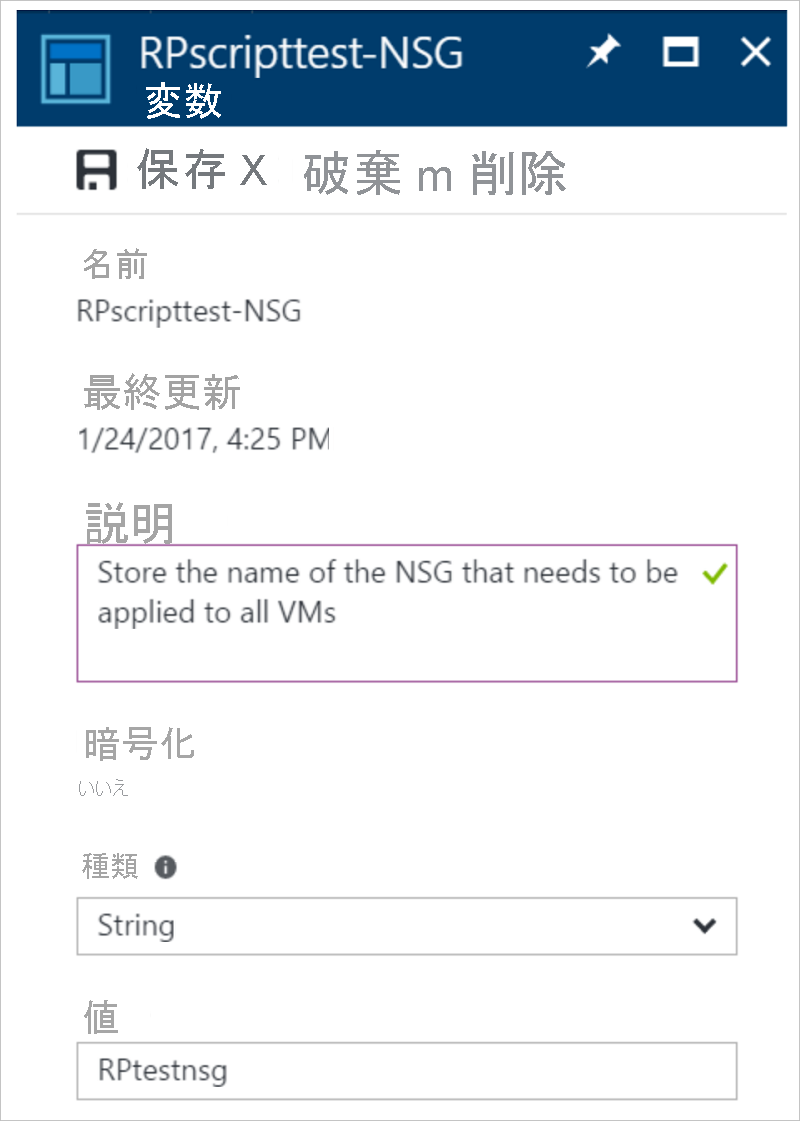 RPscripttest-NSG
変数
保存 X 破棄 m 削除
名前
RPscripttest-NSG
最終更新
1/24/2017, 4:25 PM
説明
Store the name of the NSG that needs to be
applied to all VMs
暗号化
いいえ
種類
String
値
RPtestnsg